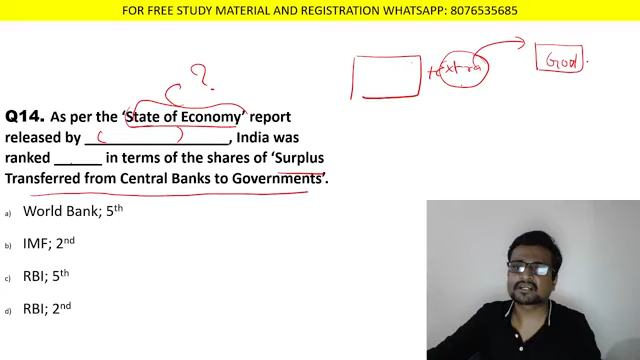 FOR FREE STUDY MATERIAL AND REGISTRATION WHATSAPP: 8076535685
?
extra
God
Q14. As per the ‘State of Economy’ report
released by ____________________, India was
ranked ______ in terms of the shares of ‘Surplus
Transferred from Central Banks to Governments’.
a) World Bank; 5th
b) IMF; 2nd
c) RBI; 5th
d) RBI; 2nd